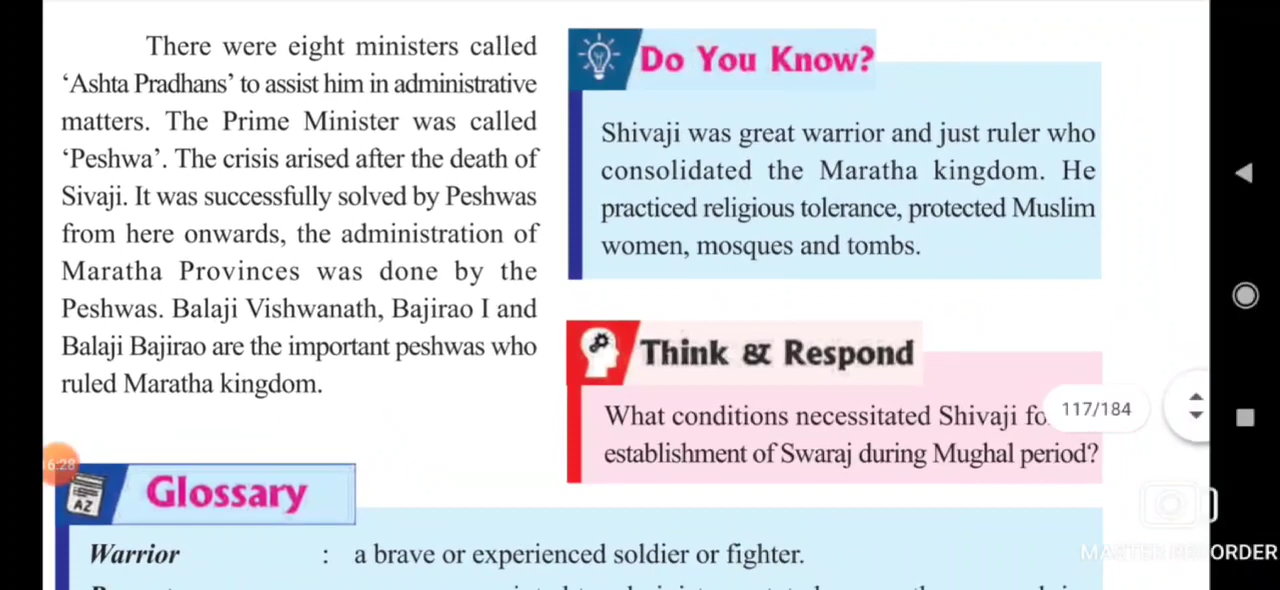 There were eight ministers called
‘Ashta Pradhans’ to assist him in administrative
matters. The Prime Minister was called
‘Peshwa’. The crisis arised after the death of
Sivaji. It was successfully solved by Peshwas
from here onwards, the administration of
Maratha Provinces was done by the
Peshwas. Balaji Vishwanath, Bajirao I and
Balaji Bajirao are the important peshwas who
ruled Maratha kingdom.
Do You Know?
Shivaji was great warrior and just ruler who
consolidated the Maratha kingdom. He
practiced religious tolerance, protected Muslim
women, mosques and tombs.
Think & Respond
What conditions necessitated Shivaji fo
establishment of Swaraj during Mughal period?
117/184
16:28
AZ
Glossary
Warrior : a brave or experienced soldier or fighter.